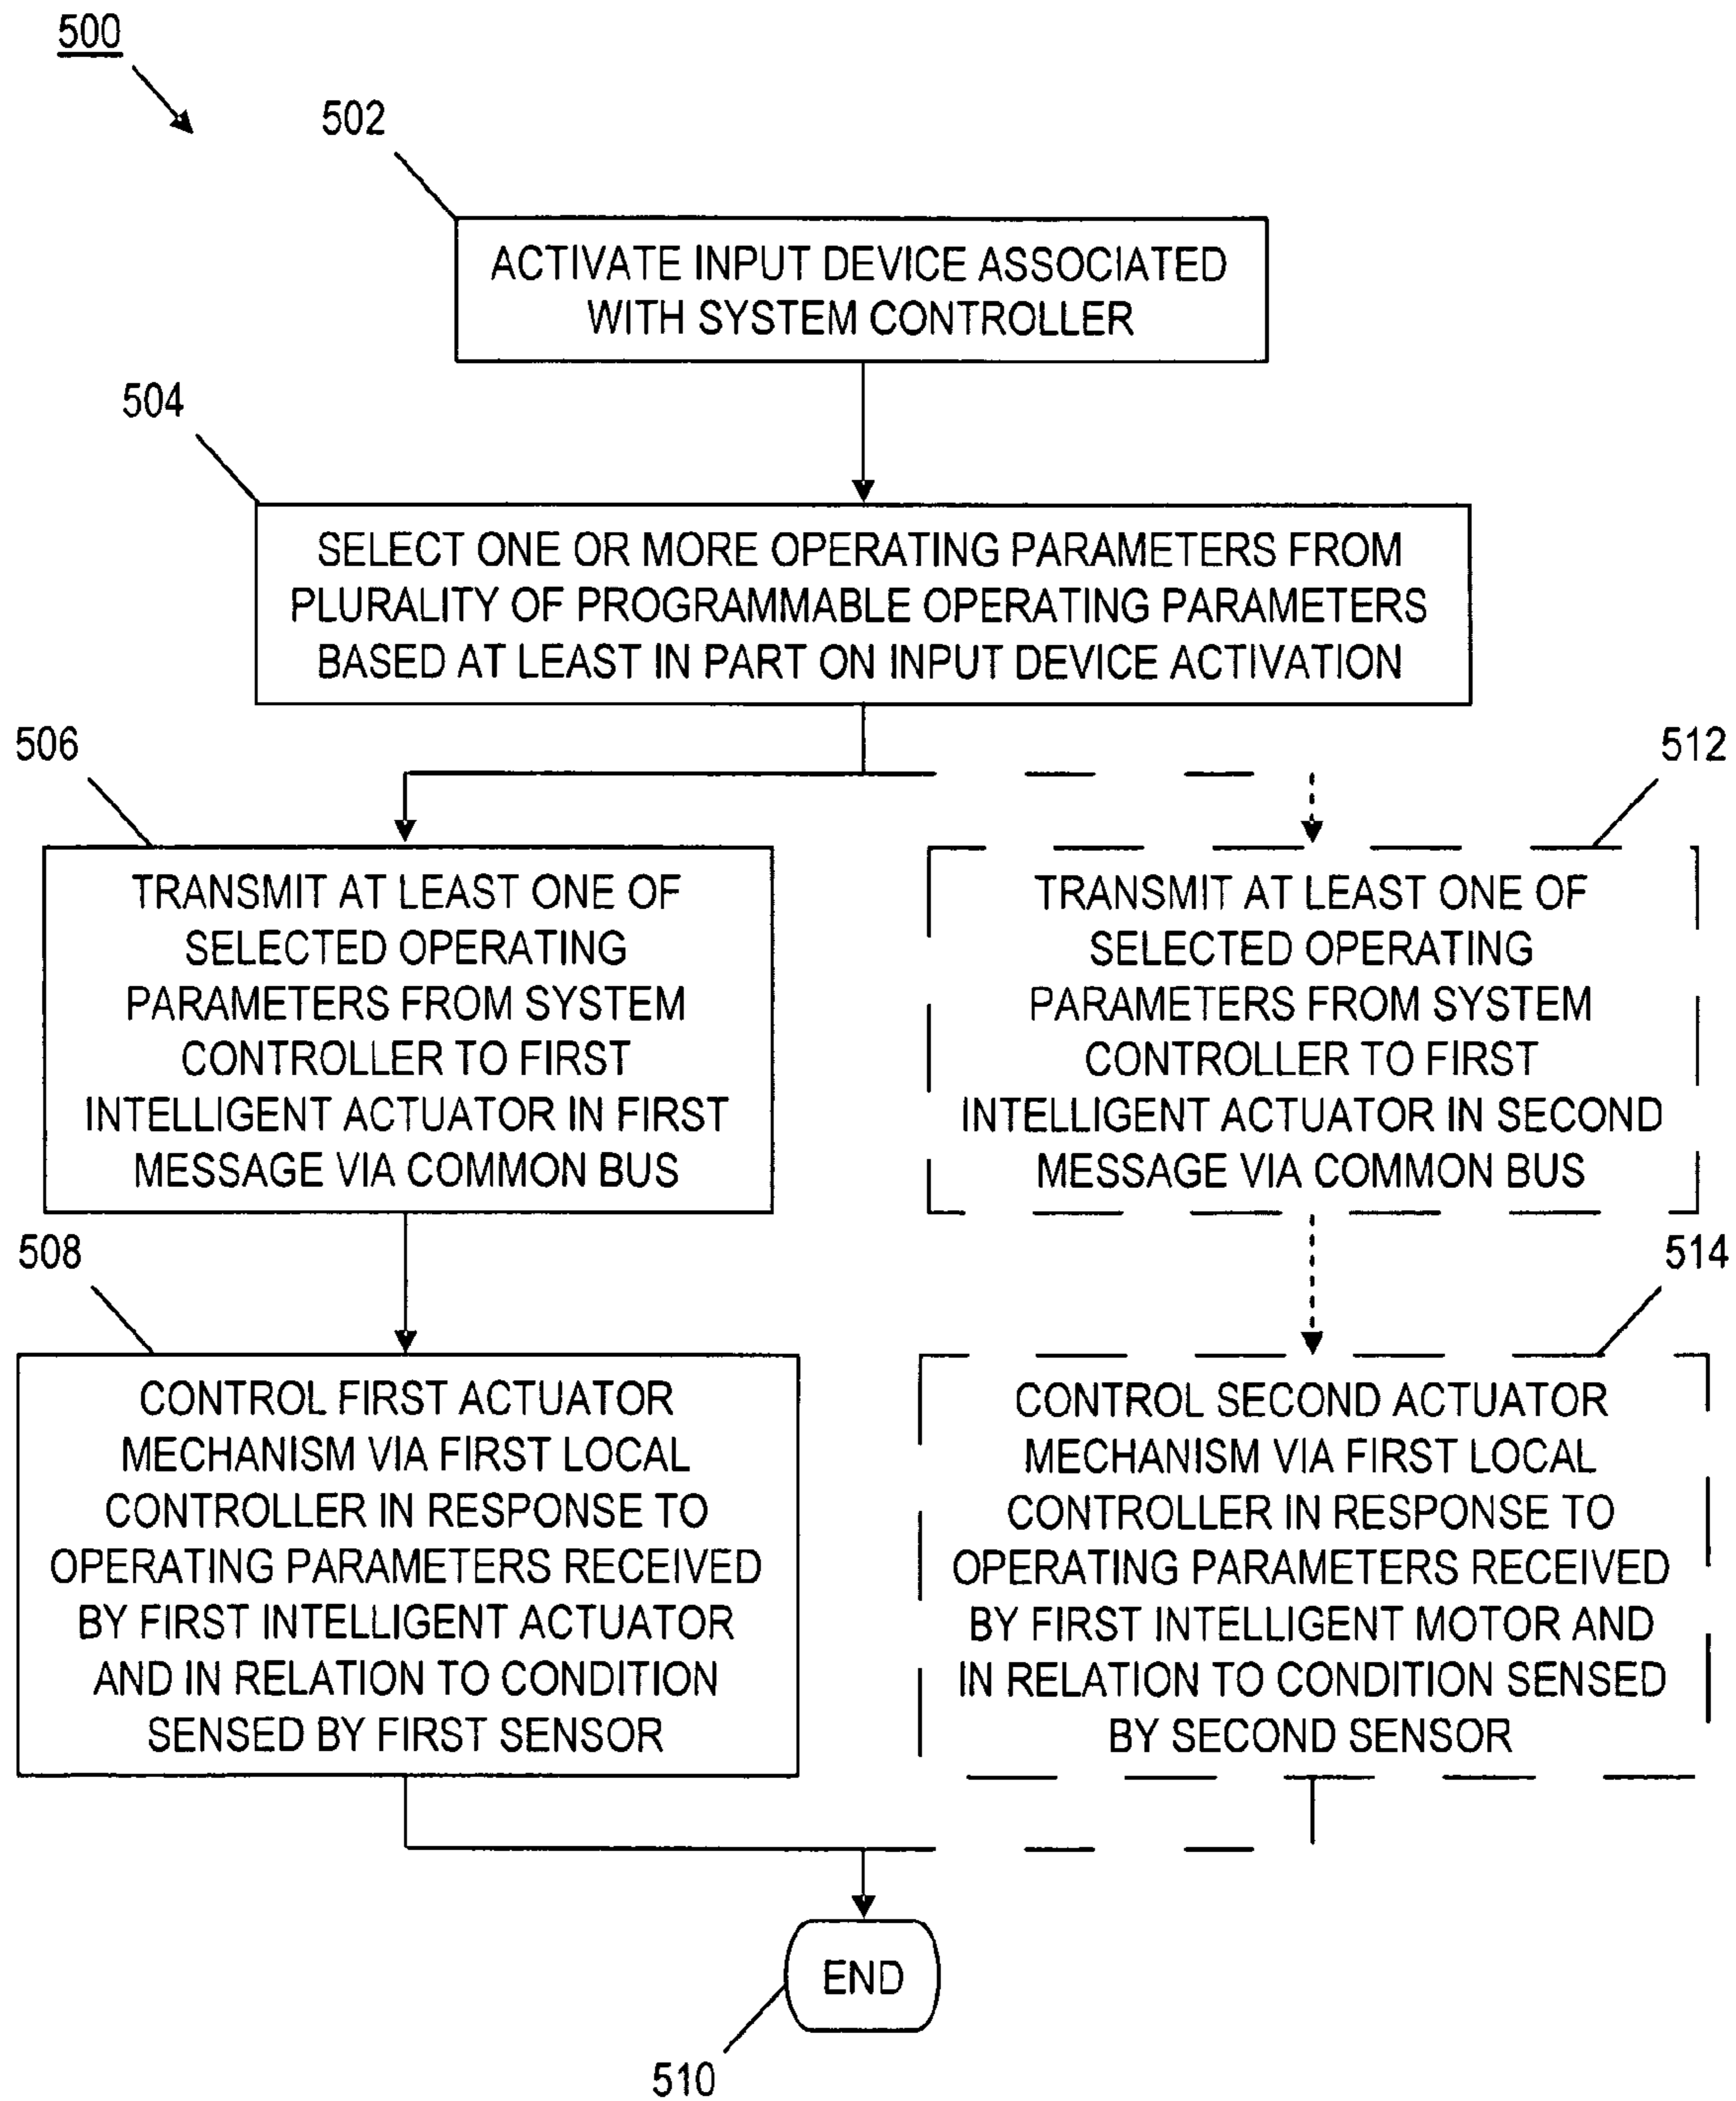 500
502
ACTIVATE INPUT DEVICE ASSOCIATED
WITH SYSTEM CONTROLLER
504
SELECT ONE OR MORE OPERATING PARAMETERS FROM
PLURALITY OF PROGRAMMABLE OPERATING PARAMETERS
BASED AT LEAST IN PART ON INPUT DEVICE ACTIVATION
506
TRANSMIT AT LEAST ONE OF
SELECTED OPERATING
PARAMETERS FROM SYSTEM
CONTROLLER TO FIRST
INTELLIGENT ACTUATOR IN FIRST
MESSAGE VIA COMMON BUS
512
TRANSMIT AT LEAST ONE OF
SELECTED OPERATING
PARAMETERS FROM SYSTEM
CONTROLLER TO FIRST
INTELLIGENT ACTUATOR IN SECOND
MESSAGE VIA COMMON BUS
508
CONTROL FIRST ACTUATOR
MECHANISM VIA FIRST LOCAL
CONTROLLER IN RESPONSE TO
OPERATING PARAMETERS RECEIVED
BY FIRST INTELLIGENT ACTUATOR
AND IN RELATION TO CONDITION
SENSED BY FIRST SENSOR
514
CONTROL SECOND ACTUATOR
MECHANISM VIA FIRST LOCAL
CONTROLLER IN RESPONSE TO
OPERATING PARAMETERS RECEIVED
BY FIRST INTELLIGENT MOTOR AND
IN RELATION TO CONDITION SENSED
BY SECOND SENSOR
END
510